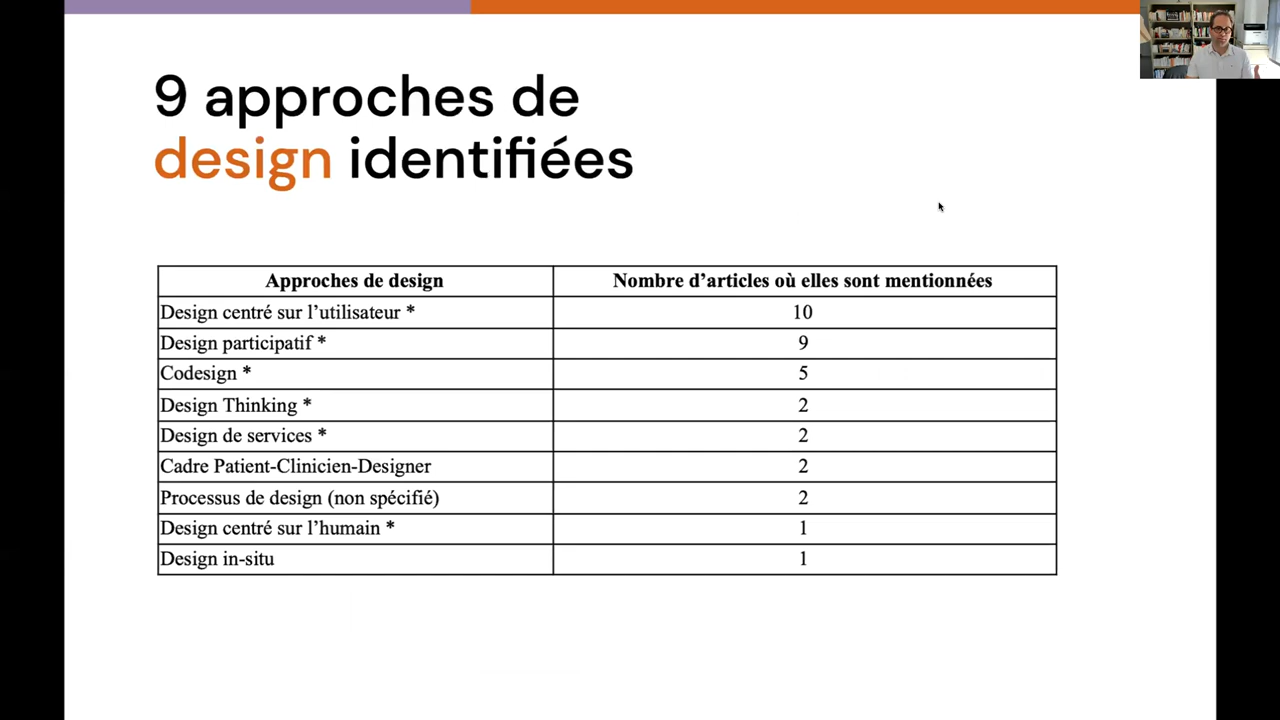 9 approches de
design identifiées
Approches de design Nombre d’articles où elles sont mentionnées
Design centré sur l’utilisateur * 10
Design participatif * 9
Codesign * 5
Design Thinking * 2
Design de services * 2
Cadre Patient-Clinicien-Designer 2
Processus de design (non spécifié) 2
Design centré sur l’humain * 1
Design in-situ 1